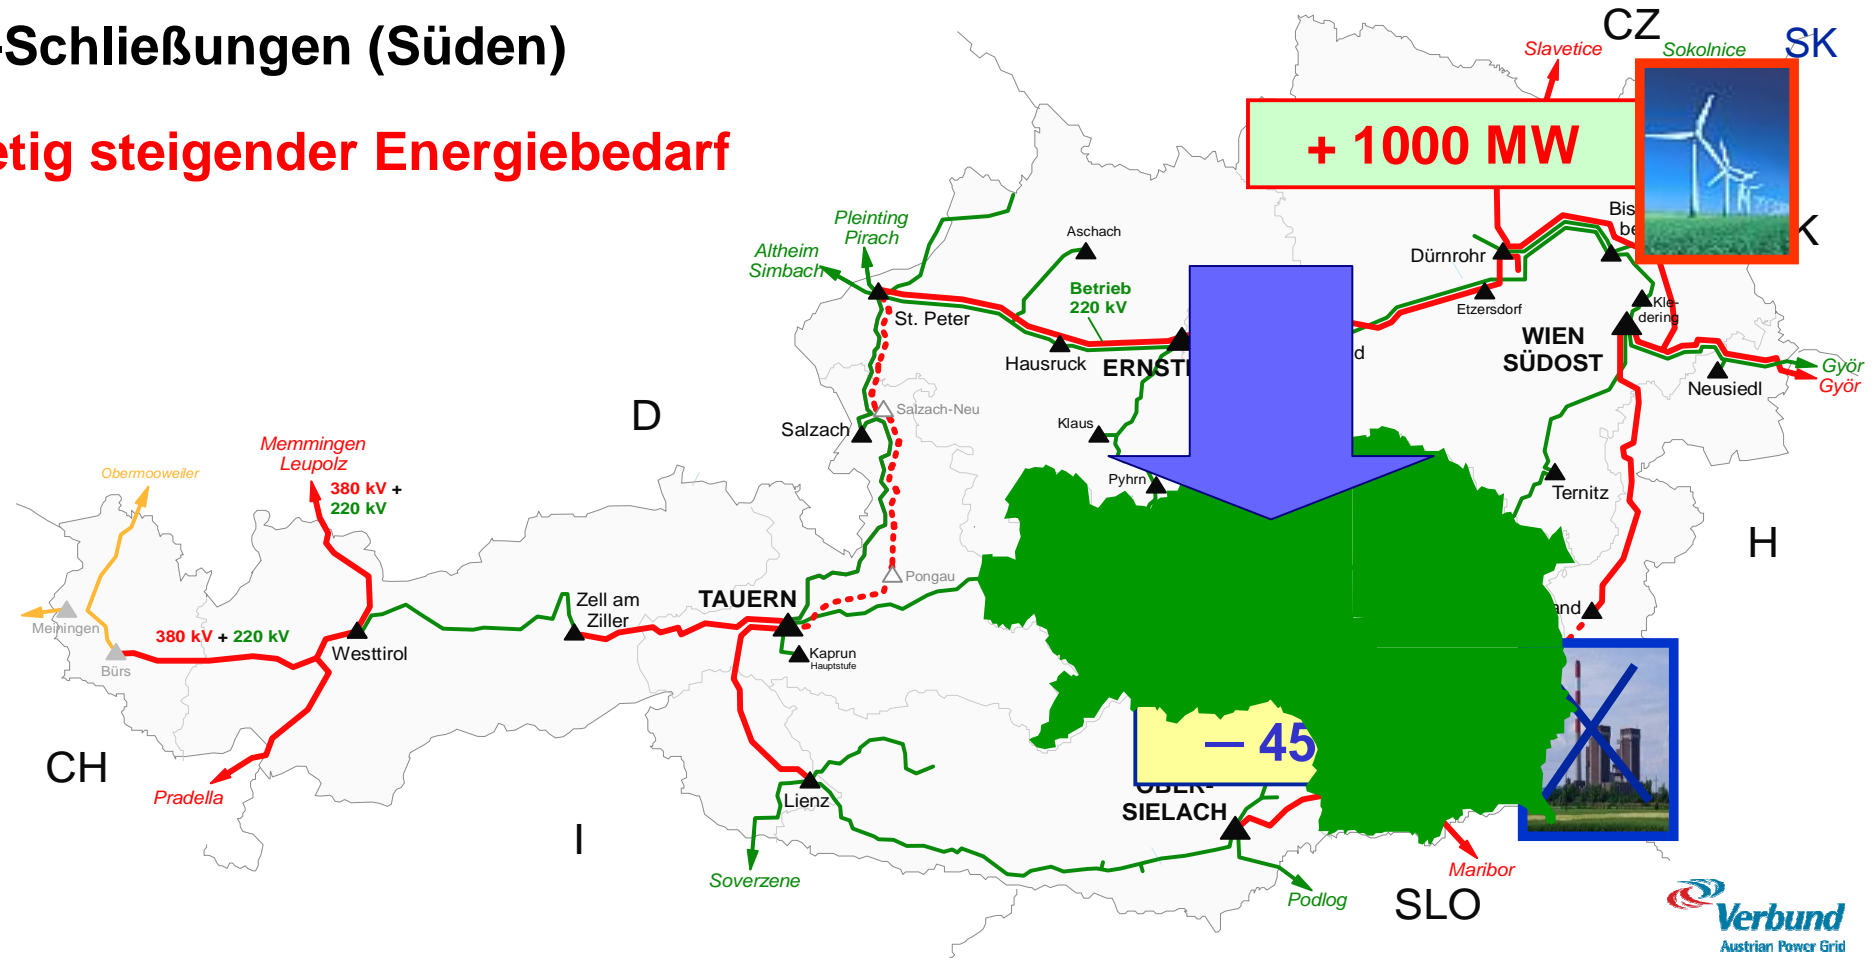 -Schließungen (Süden)
etig steigender Energiebedarf
CZ
SK
Slavetice
Sokolnice
+ 1000 MW
K
Pleinting
Pirach
Altheim
Simbach
Aschach
Betrieb
220 kV
St. Peter
Hausruck
ERNST
d
Dürnrohr
Bis
be
Etzersdorf
Kle-
dering
WIEN
SÜDOST
Neusiedl
Györ
Györ
D
Salzach-Neu
Salzach
Klaus
Pyhrn
Ternitz
H
Memmingen
Leupolz
380 kV +
220 kV
Obermooweiler
Meiningen
Bürs
380 kV + 220 kV
Westtirol
Zell am
Ziller
TAUERN
Pongau
Kaprun
Hauptstufe
and
CH
Pradella
I
Lienz
Soverzene
— 45
OBER-
SIELACH
Podlog
Maribor
SLO
Verbund
Austrian Power Grid